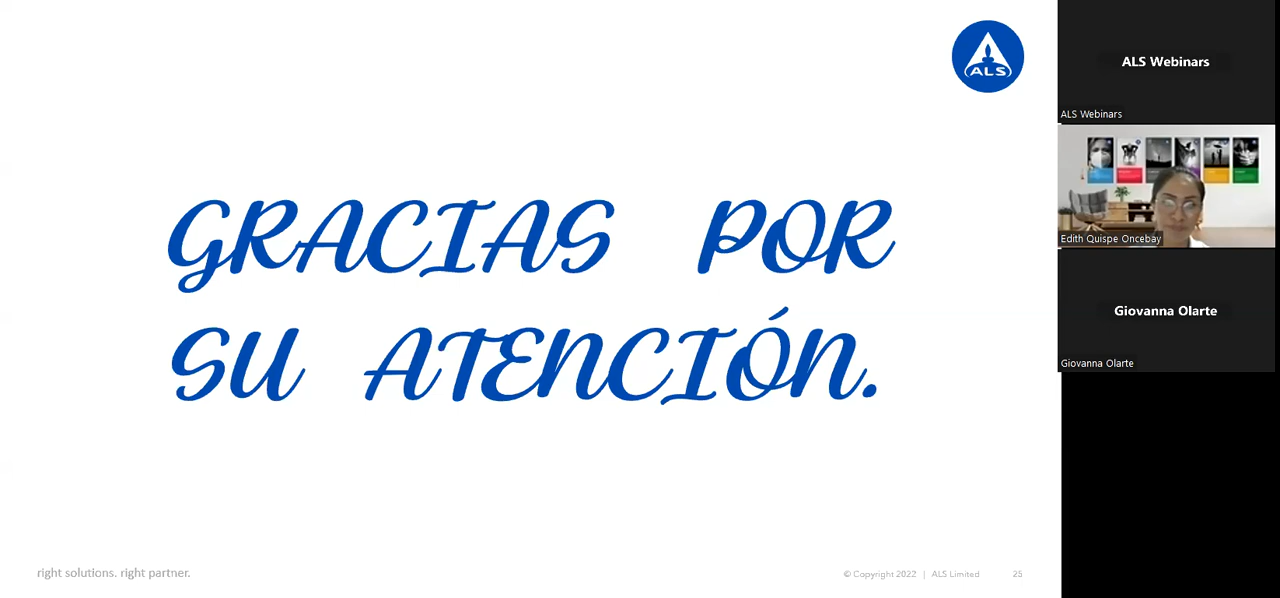 ALS
GRACIAS POR
SU ATENCIÓN.
right solutions. right partner.
© Copyright 2022 | ALS Limited 25
ALS Webinars
ALS Webinars
Edith Quispe Oncebay
Giovanna Olarte
Giovanna Olarte